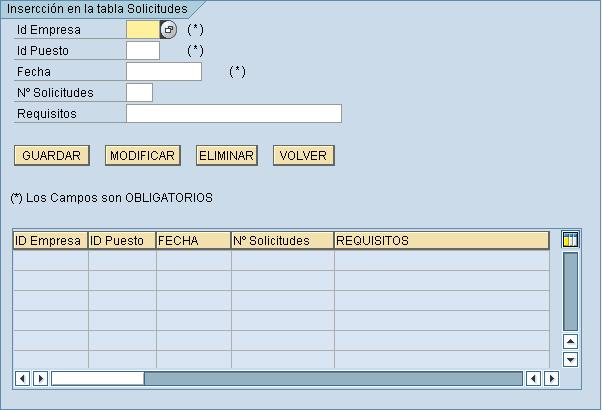 Insercción en la tabla Solicitudes
Id Empresa (*)
Id Puesto (*)
Fecha (*)
Nº Solicitudes
Requisitos
GUARDAR MODIFICAR ELIMINAR VOLVER
(*) Los Campos son OBLIGATORIOS
ID Empresa ID Puesto FECHA Nº Solicitudes REQUISITOS